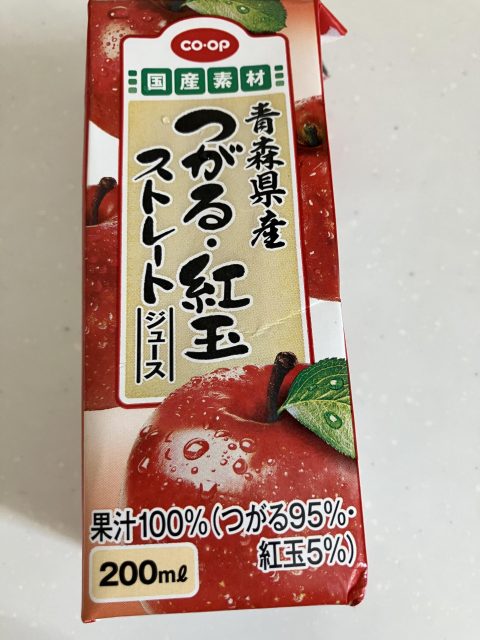 CO·OP
国産素材
青森県産
つがる・紅玉
ストレート
ジュース
果汁100%(つがる95%・
紅玉5%)
200ml